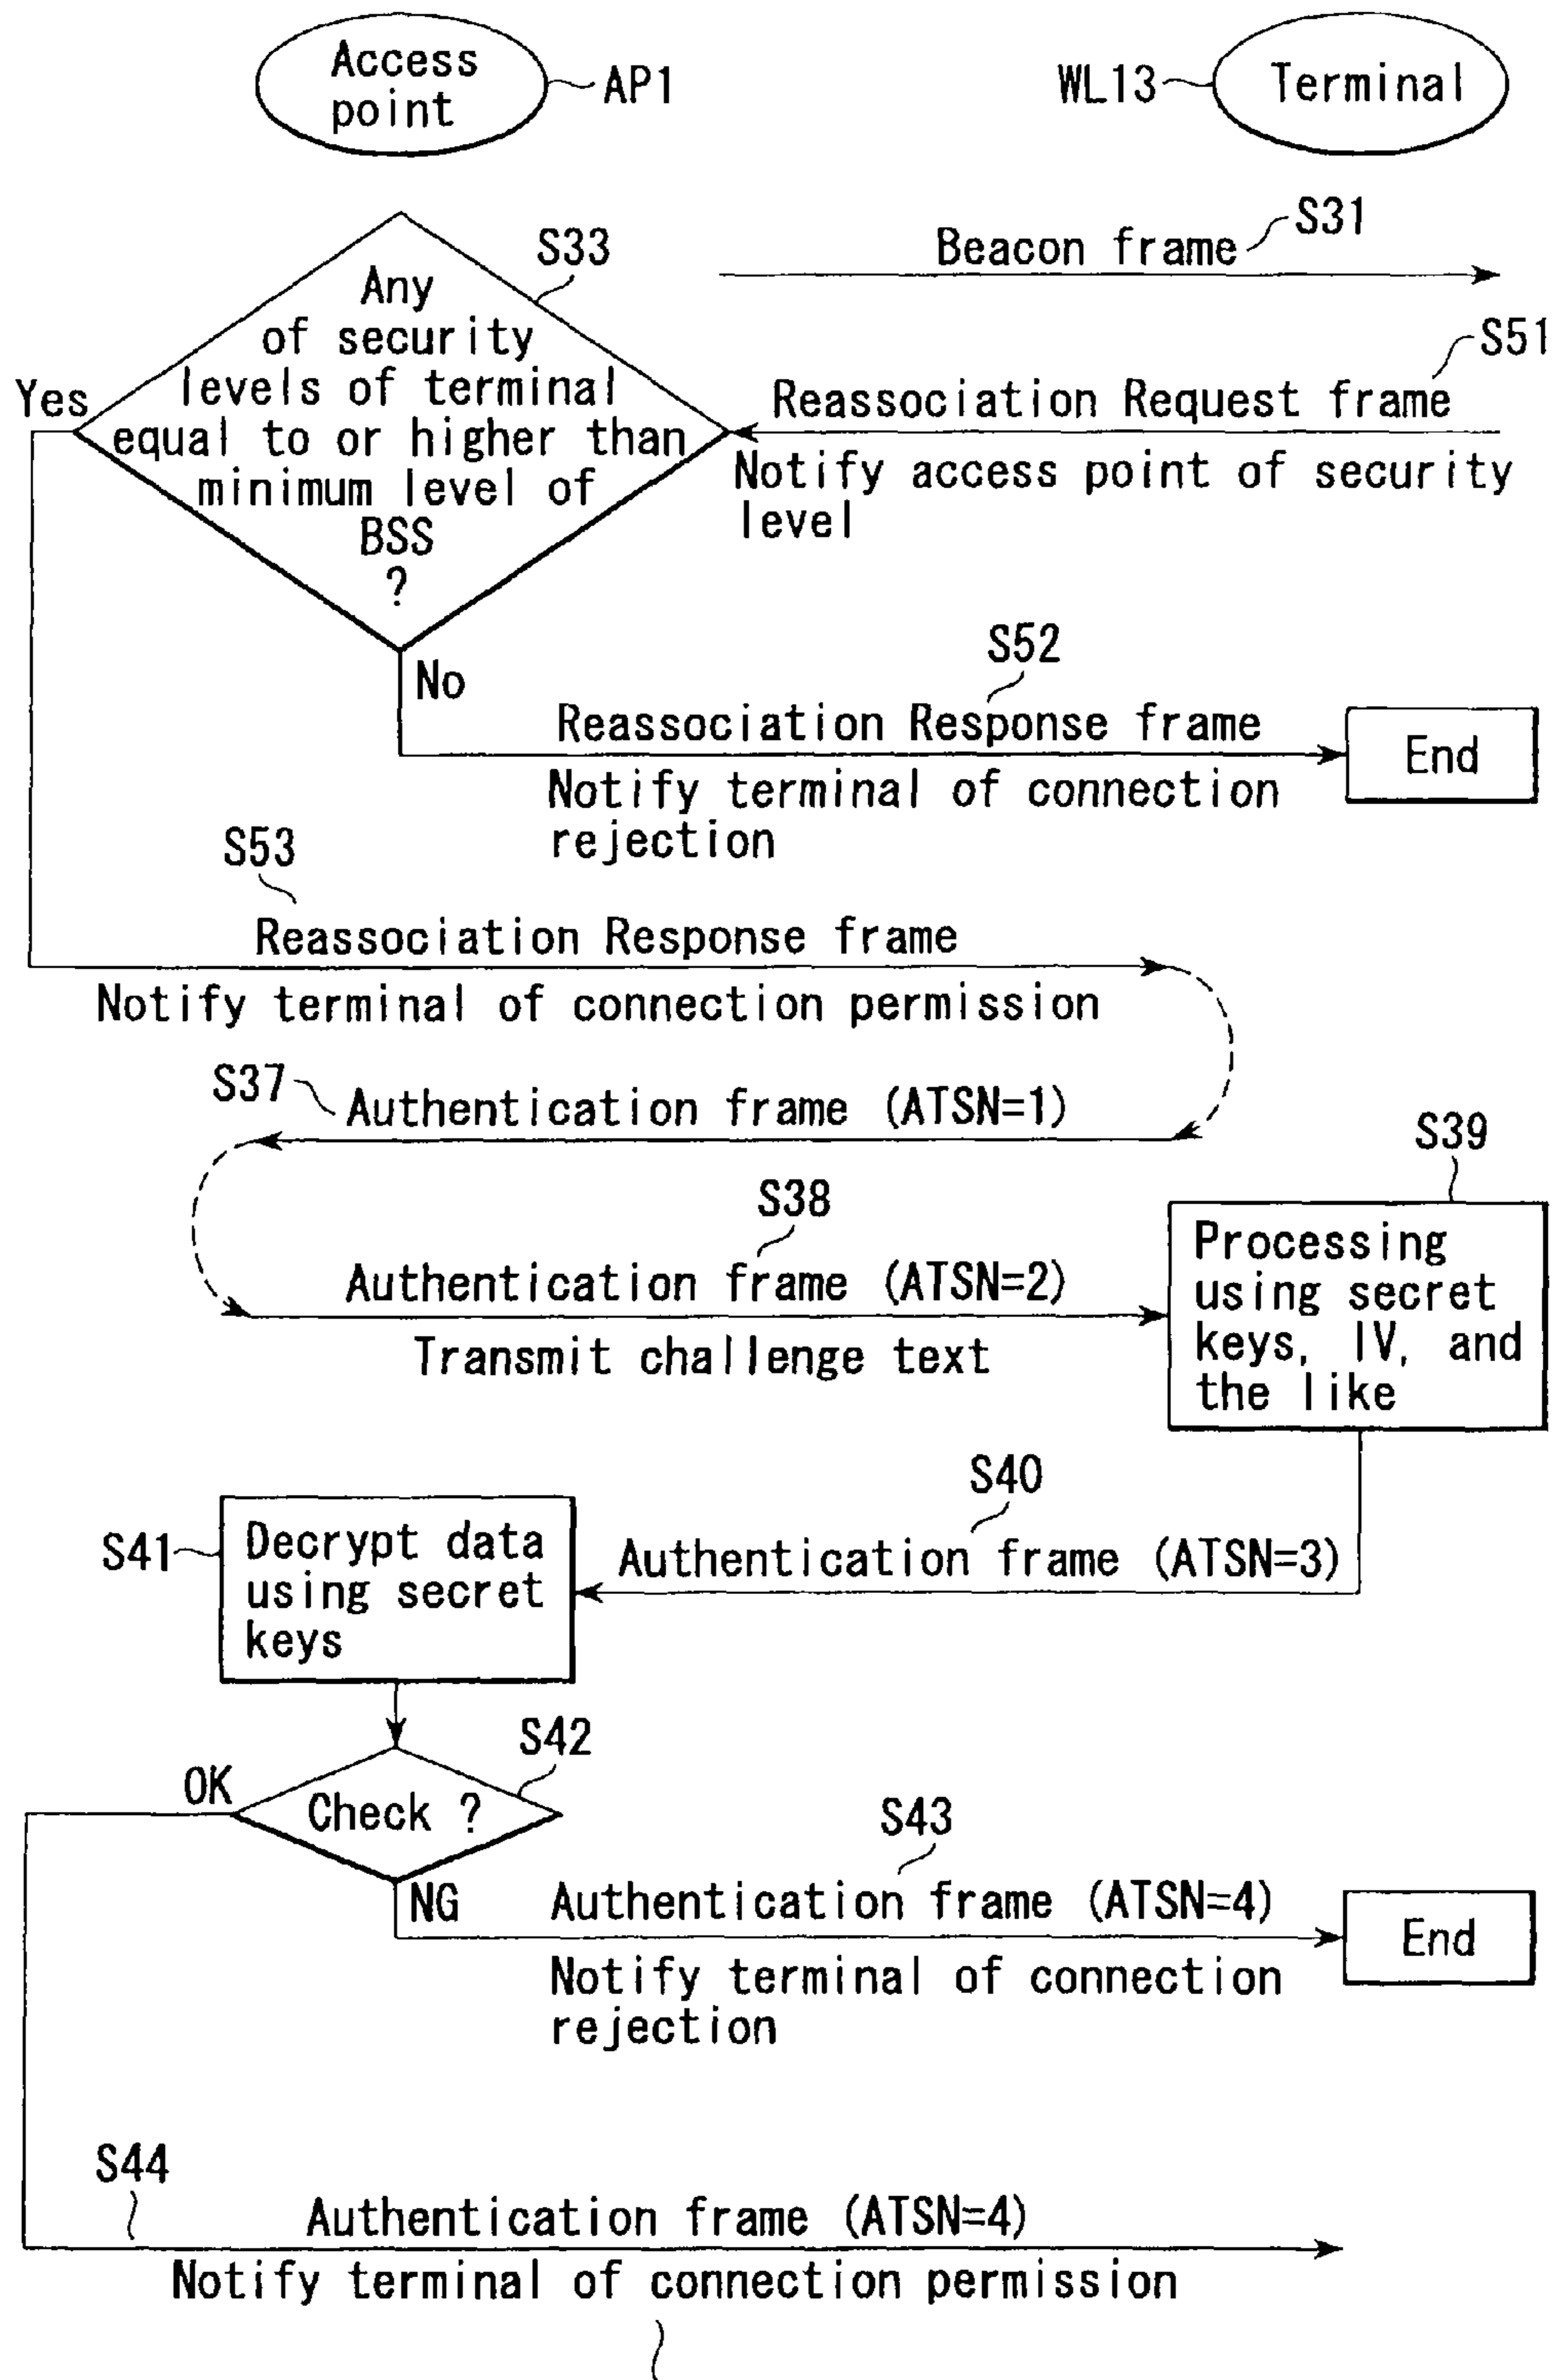 Access
point
AP1
WL13
Terminal
S31
Beacon frame
S33
Any
of security
levels of terminal
equal to or higher than
minimum level of
BSS
?
Yes
S51
Reassociation Request frame
Notify access point of security
level
No
S52
Reassociation Response frame
End
Notify terminal of connection
rejection
S53
Reassociation Response frame
Notify terminal of connection permission
S37
Authentication frame (ATSN=1)
S38
Authentication frame (ATSN=2)
Transmit challenge text
S39
Processing
using secret
keys, IV, and
the like
S40
Authentication frame (ATSN=3)
S41
Decrypt data
using secret
keys
S42
OK
Check ?
NG
S43
Authentication frame (ATSN=4)
End
Notify terminal of connection
rejection
S44
Authentication frame (ATSN=4)
Notify terminal of connection permission